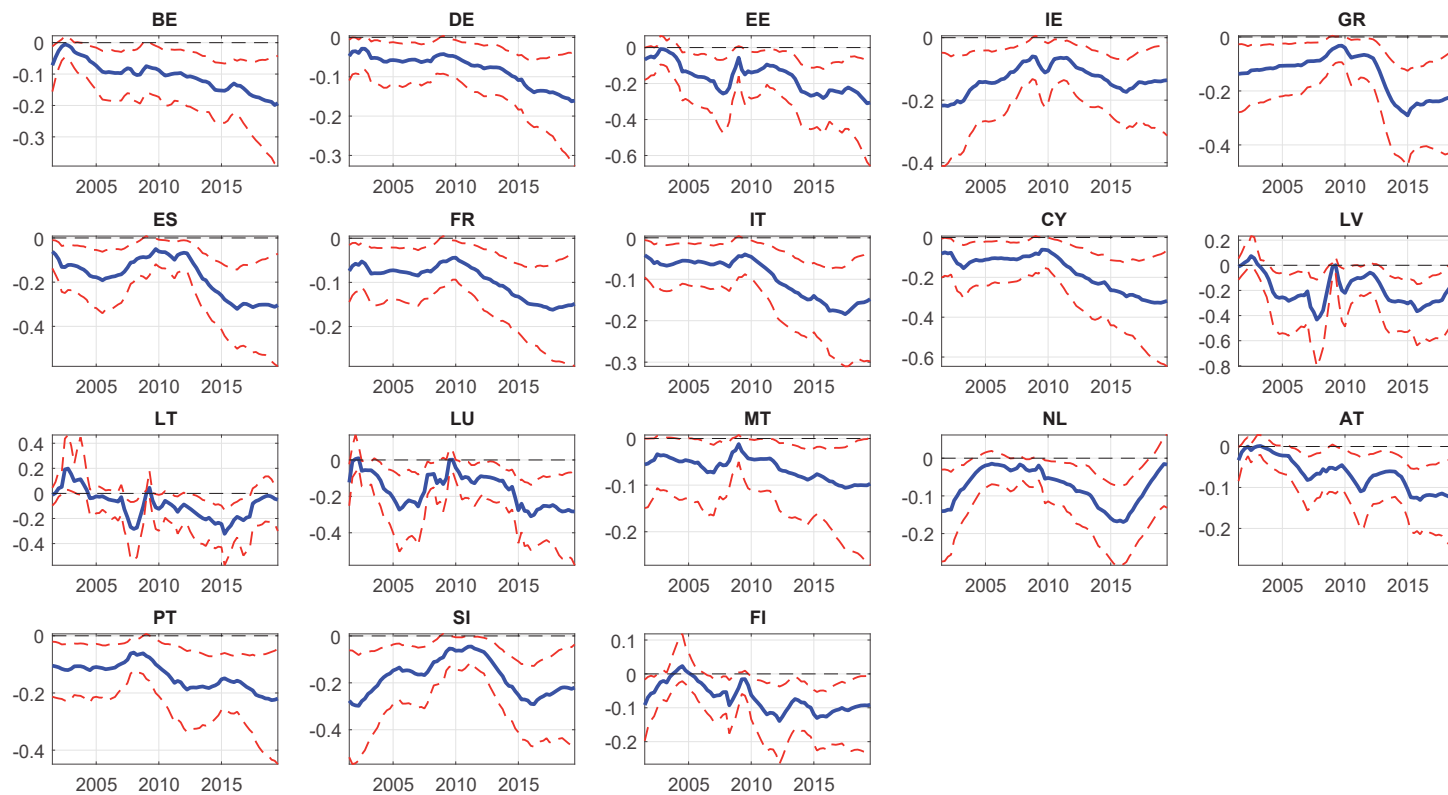 BE DE EE IE GR
0 0 0 0 0
-0.1 -0.1 -0.2 -0.2 -0.2
-0.2 -0.2 -0.4 -0.4 -0.4
-0.3 -0.3 -0.6
2005 2010 2015 2005 2010 2015 2005 2010 2015 2005 2010 2015 2005 2010 2015
ES FR IT CY LV
0 0 0 0 0.2
-0.2 -0.1 -0.1 -0.2 0
-0.4 -0.2 -0.2 -0.4 -0.2
-0.3 -0.6 -0.4
-0.6
-0.8
2005 2010 2015 2005 2010 2015 2005 2010 2015 2005 2010 2015 2005 2010 2015
LT LU MT NL AT
0.4 0 0 0 0
0.2 -0.2 -0.1 -0.1 -0.1
0 -0.4 -0.2 -0.2 -0.2
-0.2
-0.4
2005 2010 2015 2005 2010 2015 2005 2010 2015 2005 2010 2015 2005 2010 2015
PT SI FI
0 0 0.1
-0.2 -0.2 0
-0.4 -0.4 -0.1
-0.2
2005 2010 2015 2005 2010 2015 2005 2010 2015